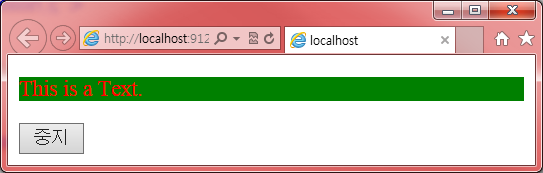 http://localhost:912
localhost
This is a Text.
중지